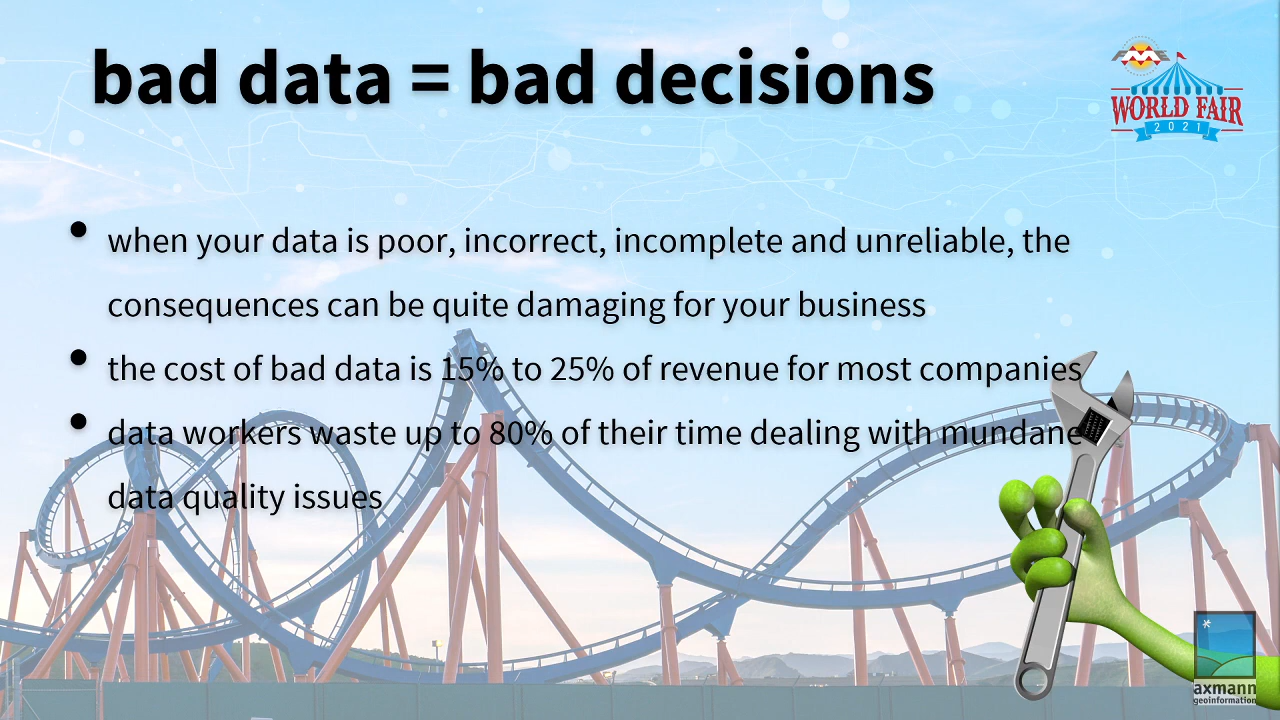 bad data = bad decisions
FME
WORLD FAIR
2021
• when your data is poor, incorrect, incomplete and unreliable, the
consequences can be quite damaging for your business
• the cost of bad data is 15% to 25% of revenue for most companies
• data workers waste up to 80% of their time dealing with mundane
data quality issues
axmann
geoinformation